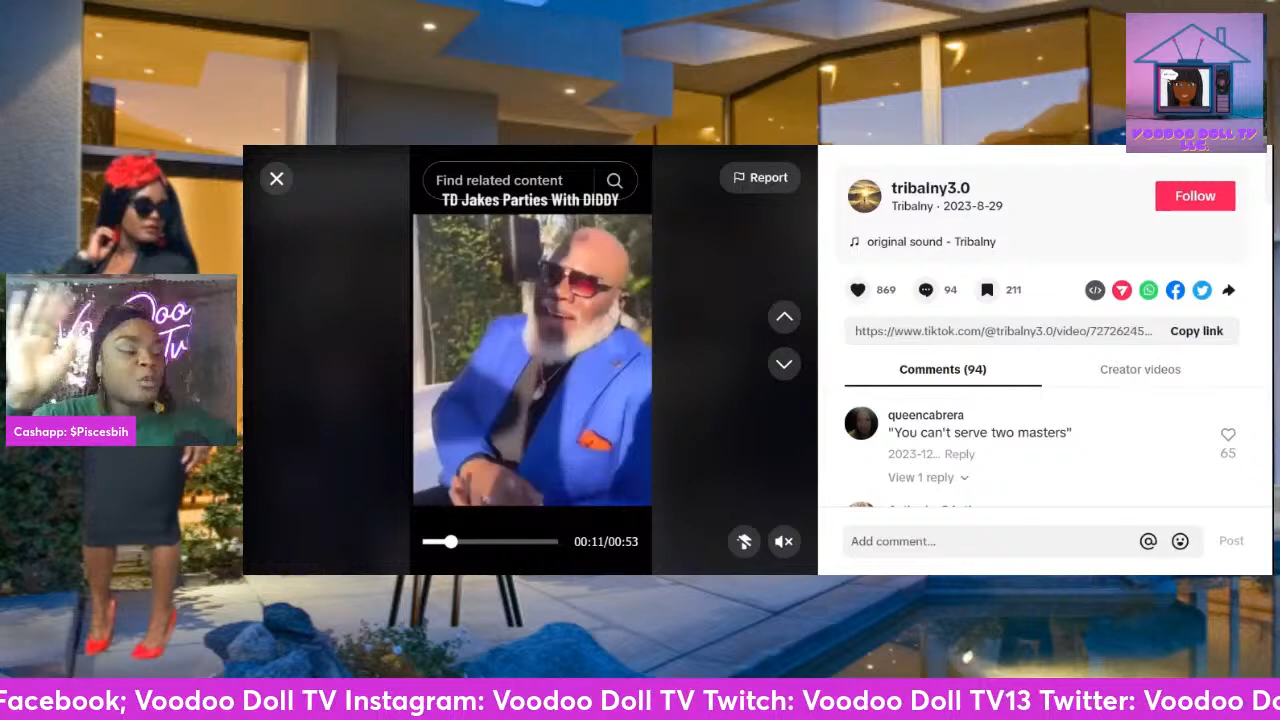 VOODOO DOLL TV
LLC.
Find related content
Report
TD Jakes Parties With DIDDY
tribalny3.0
Tribalny · 2023-8-29
Follow
original sound - Tribalny
869
94
211
https://www.tiktok.com/@tribalny3.0/video/72726245...
Copy link
Comments (94)
Creator videos
queencabrera
"You can't serve two masters"
2023-12... Reply
65
View 1 reply
Doo
Tv
Cashapp: $Piscesbih
00:11/00:53
Add comment...
Post
Facebook; Voodoo Doll TV Instagram: Voodoo Doll TV Twitch: Voodoo Doll TV13 Twitter: Voodoo Do